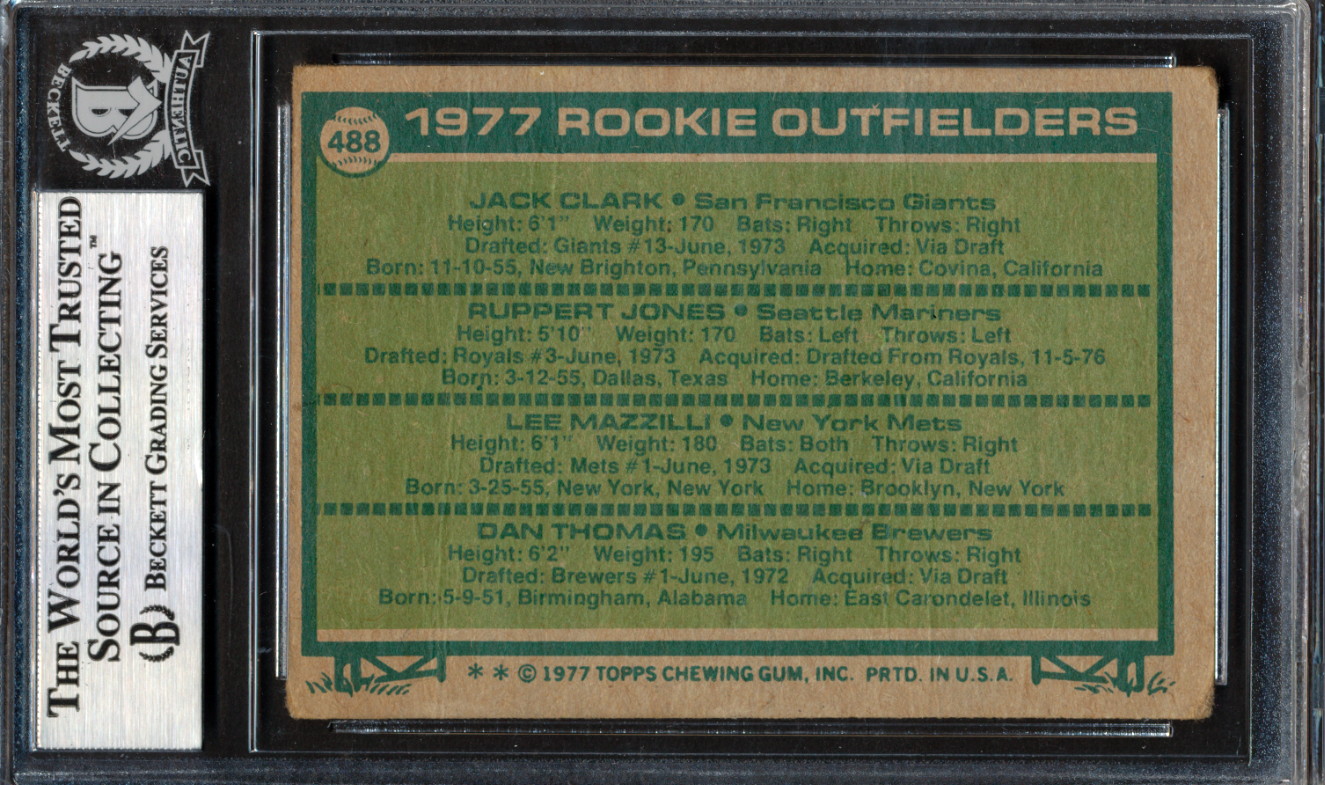 BECKETT
AUTHENTIC
B
THE WORLD'S MOST TRUSTED
SOURCE IN COLLECTING™
B BECKETT GRADING SERVICES
488
1977 ROOKIE OUTFIELDERS
JACK CLARK • San Francisco Giants
Height: 6'1" Weight: 170 Bats: Right Throws: Right
Drafted: Giants #13-June, 1973 Acquired: Via Draft
Born: 11-10-55, New Brighton, Pennsylvania Home: Covina, California
RUPPERT JONES • Seattle Mariners
Height: 5'10" Weight: 170 Bats: Left Throws: Left
Drafted: Royals #3-June, 1973 Acquired: Drafted From Royals, 11-5-76
Born: 3-12-55, Dallas, Texas Home: Berkeley, California
LEE MAZZILLI • New York Mets
Height: 6'1" Weight: 180 Bats: Both Throws: Right
Drafted: Mets #1-June, 1973 Acquired: Via Draft
Born: 3-25-55, New York, New York Home: Brooklyn, New York
DAN THOMAS • Milwaukee Brewers
Height: 6'2" Weight: 195 Bats: Right Throws: Right
Drafted: Brewers #1-June, 1972 Acquired: Via Draft
Born: 5-9-51, Birmingham, Alabama Home: East Carondelet, Illinois
* * © 1977 TOPPS CHEWING GUM, INC. PRTD. IN U.S.A.